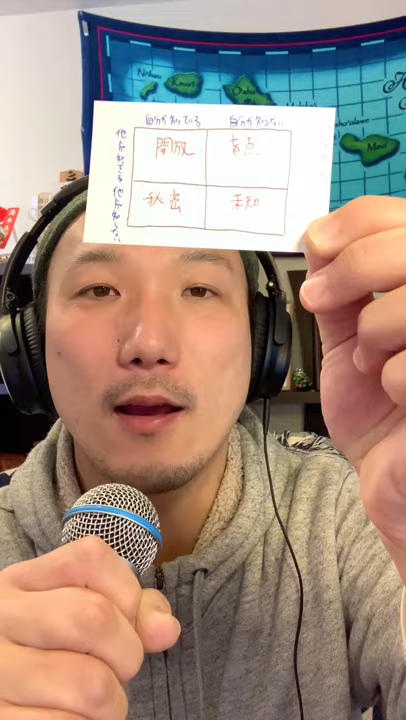 Niihau
Kauai
Oahu
Maui
自分が知っている
自分が知らない
他が知っている
開放
盲点
他が知らない
秘密
未知